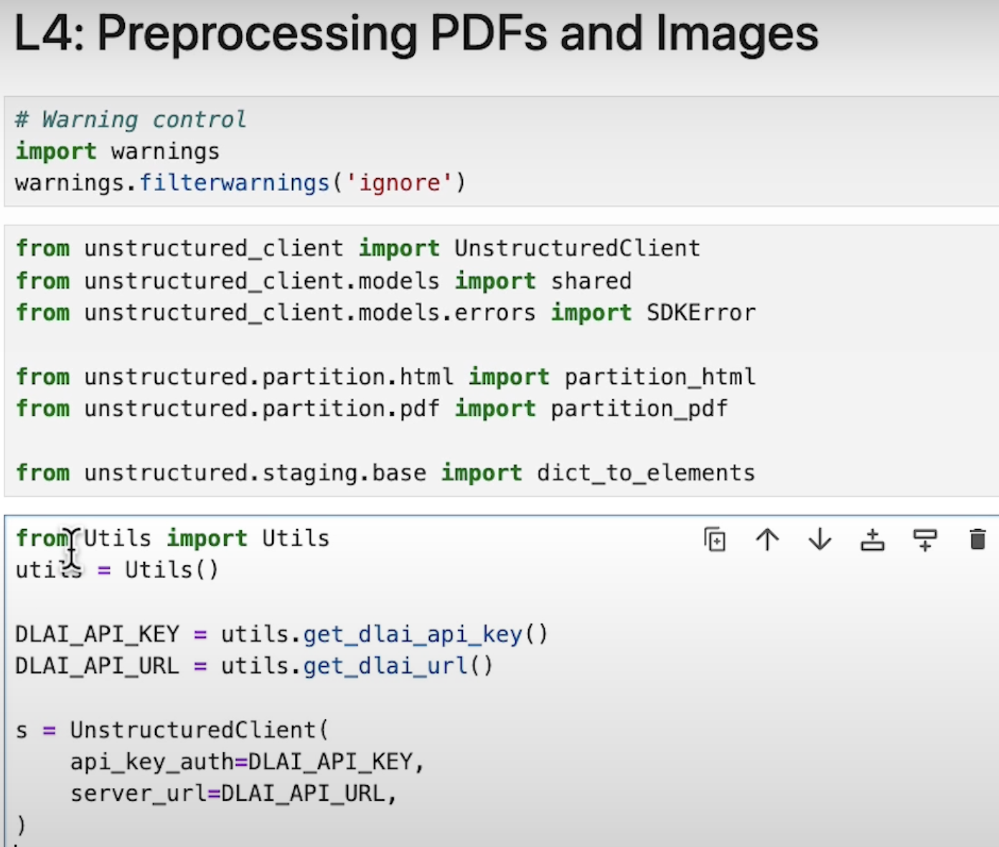 L4: Preprocessing PDFs and Images
# Warning control
import warnings
warnings.filterwarnings('ignore')
from unstructured_client import UnstructuredClient
from unstructured_client.models import shared
from unstructured_client.models.errors import SDKError
from unstructured.partition.html import partition_html
from unstructured.partition.pdf import partition_pdf
from unstructured.staging.base import dict_to_elements
from Utils import Utils
utils = Utils()
DLAI_API_KEY = utils.get_dlai_api_key()
DLAI_API_URL = utils.get_dlai_url()
s = UnstructuredClient(
    api_key_auth=DLAI_API_KEY,
    server_url=DLAI_API_URL,
)